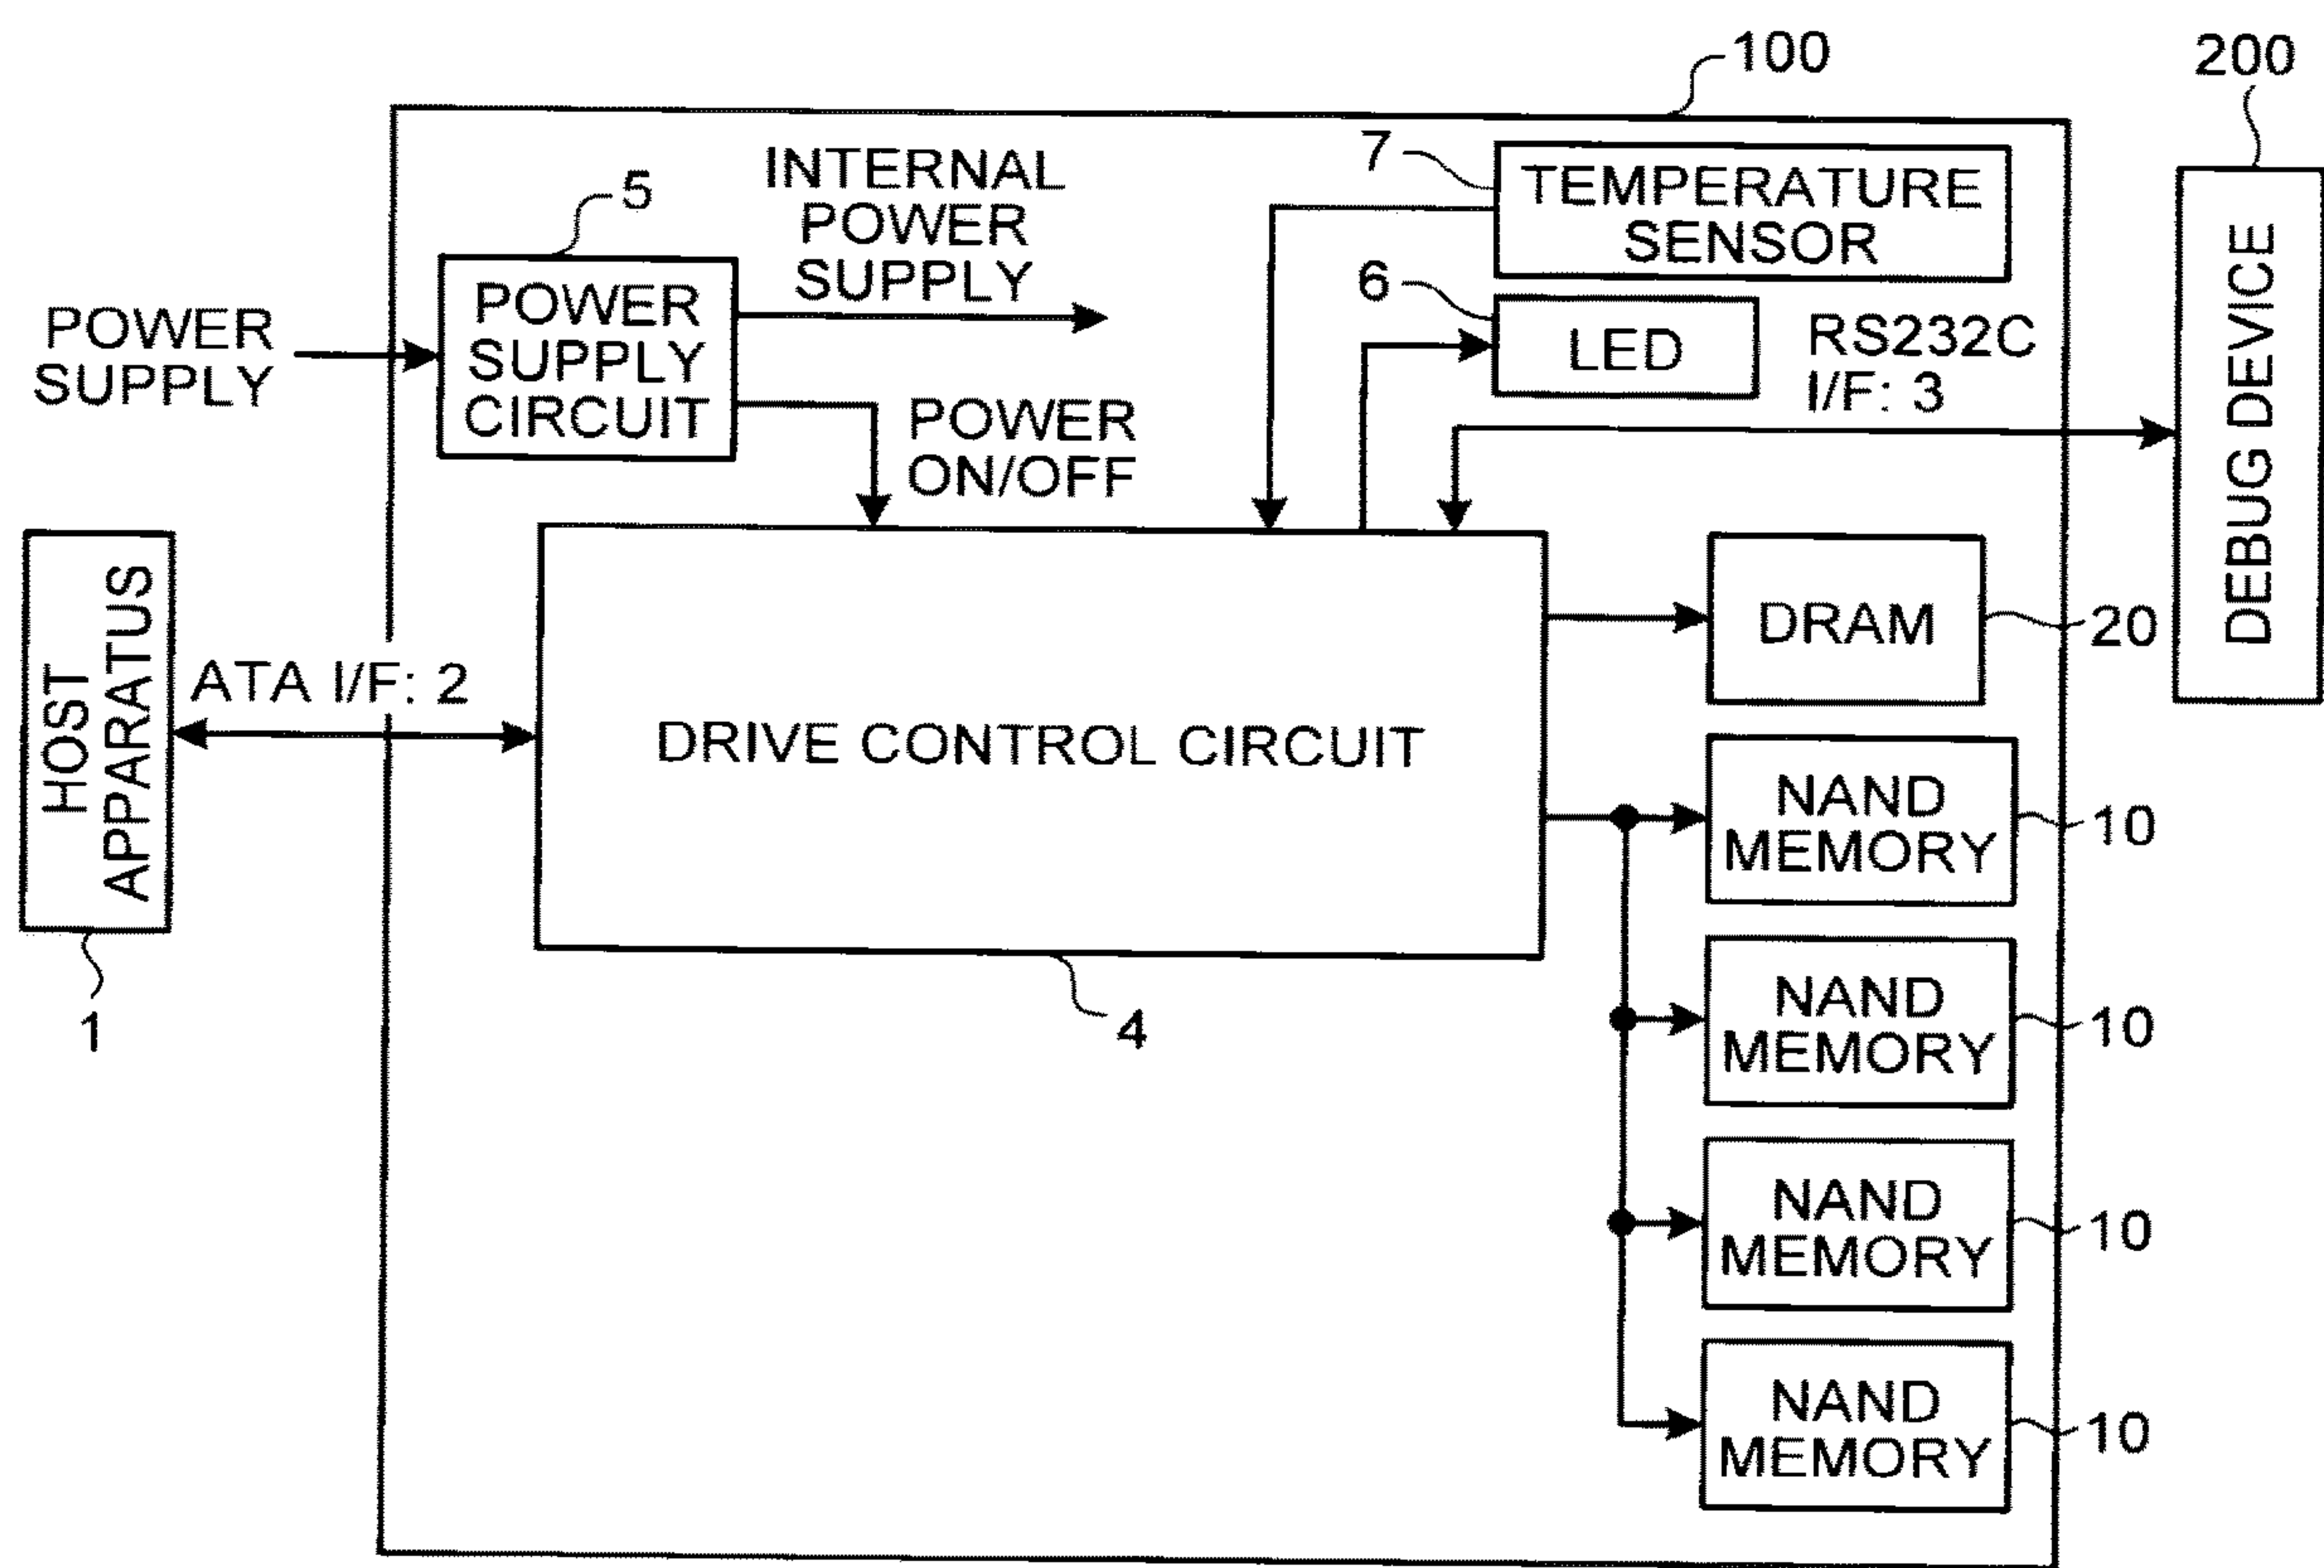 100
200
7
TEMPERATURE
SENSOR
INTERNAL
POWER
SUPPLY
5
POWER
SUPPLY
CIRCUIT
POWER
SUPPLY
6
LED
RS232C
I/F: 3
DEBUG DEVICE
POWER
ON/OFF
HOST
APPARATUS
1
ATA I/F: 2
DRIVE CONTROL CIRCUIT
4
DRAM
20
NAND
MEMORY
10
NAND
MEMORY
10
NAND
MEMORY
10
NAND
MEMORY
10